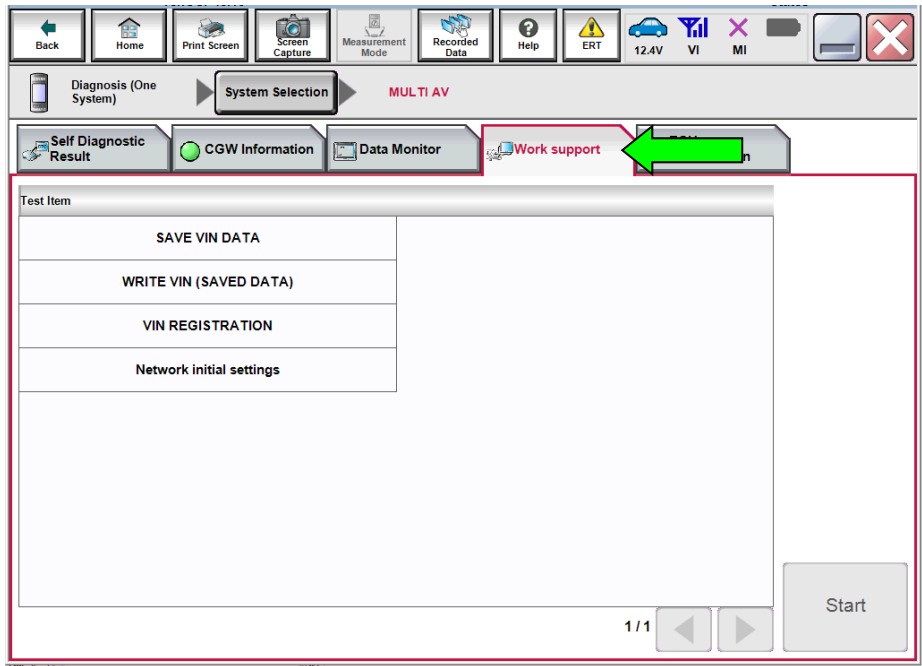 Back
Home
Print Screen
Screen
Capture
Measurement
Mode
Recorded
Data
Help
ERT
12.4V
VI
MI
Diagnosis (One
System)
System Selection
MULTI AV
Self Diagnostic
Result
CGW Information
Data Monitor
Work support
Test Item
SAVE VIN DATA
WRITE VIN (SAVED DATA)
VIN REGISTRATION
Network initial settings
1/1
Start